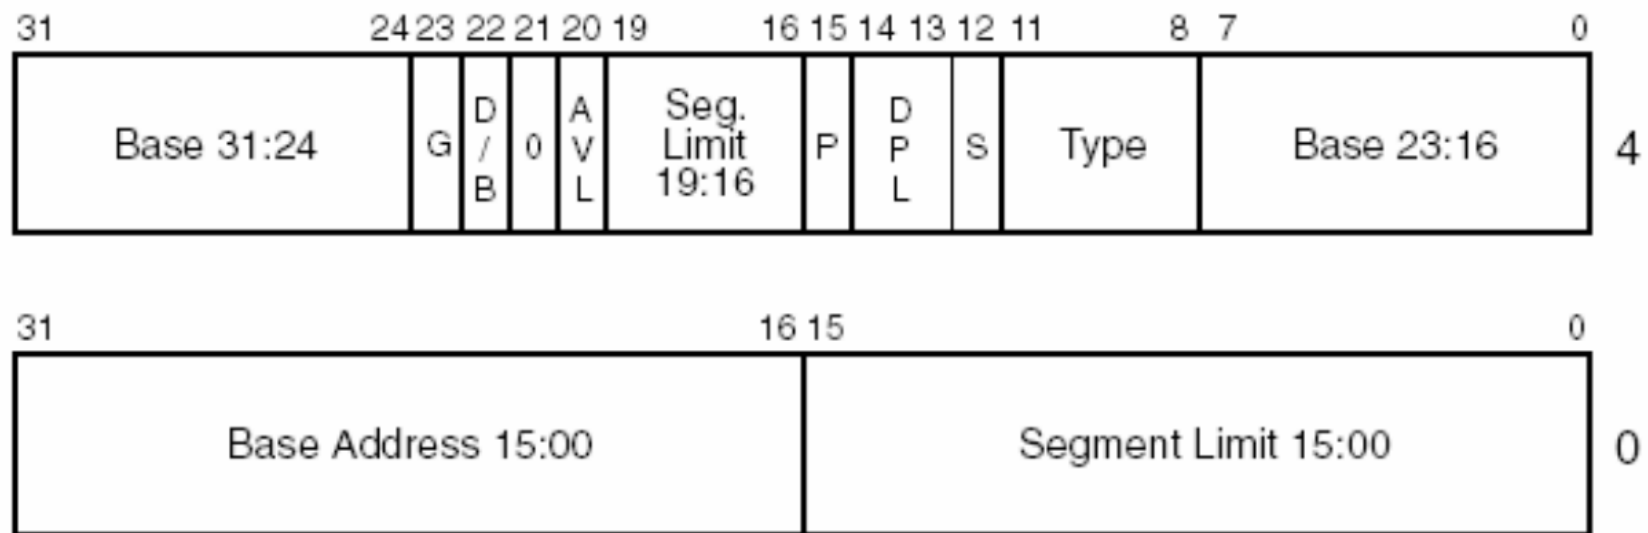 31 24 23 22 21 20 19 16 15 14 13 12 11 8 7 0
Base 31:24 G D/B 0 AVL Seg. Limit 19:16 P DPL S Type Base 23:16 4
31 16 15 0
Base Address 15:00 Segment Limit 15:00 0